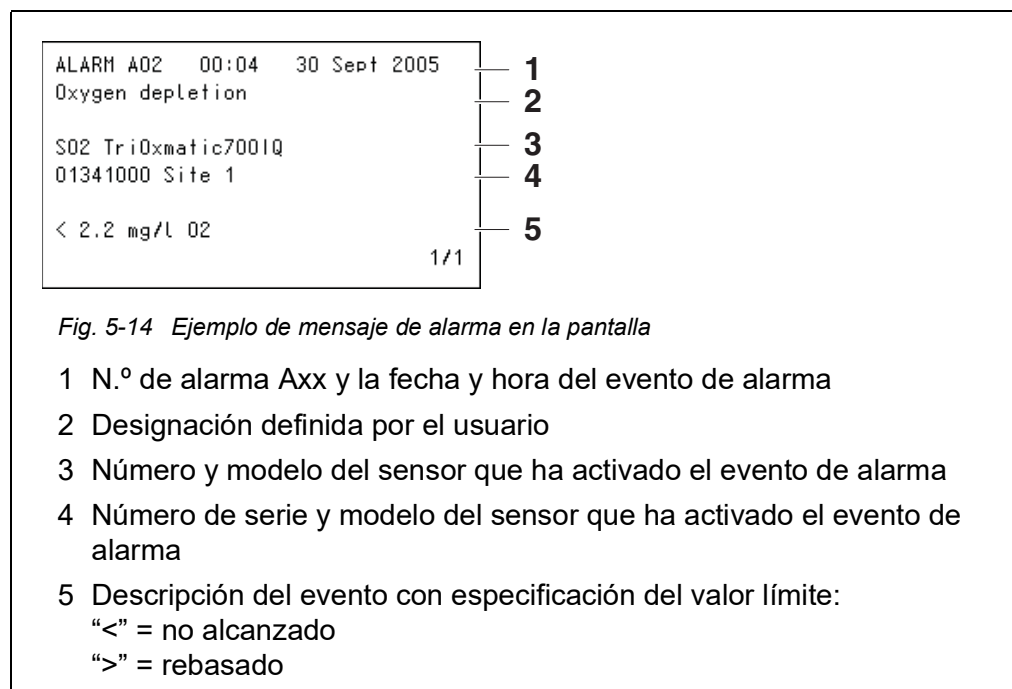 ALARM A02 00:04 30 Sept 2005 1
Oxygen depletion 2
S02 TriOxmatic700IQ 3
01341000 Site 1 4
< 2.2 mg/l O2 5
1/1
Fig. 5-14 Ejemplo de mensaje de alarma en la pantalla
1 N.º de alarma Axx y la fecha y hora del evento de alarma
2 Designación definida por el usuario
3 Número y modelo del sensor que ha activado el evento de alarma
4 Número de serie y modelo del sensor que ha activado el evento de
alarma
5 Descripción del evento con especificación del valor límite:
“<” = no alcanzado
“>” = rebasado